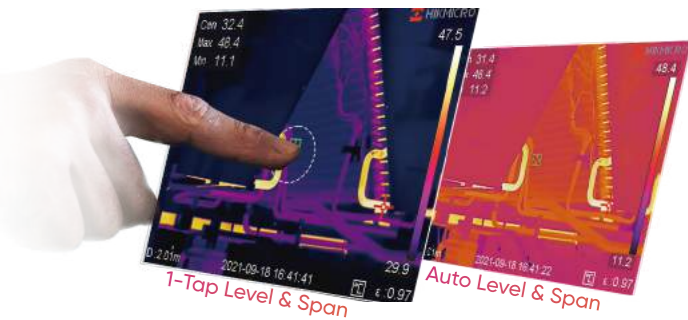 Cen 32.4
Max 48.4
Min 11.1
HIKMICRO
47.5
D:2.01m
2021-09-18 16:41:41
29.9
℃ ε:0.97
1-Tap Level & Span
31.4
48.4
11.2
HIKMICRO
48.4
11.2
2021-09-18 16:41:22
℃ ε:0.97
Auto Level & Span